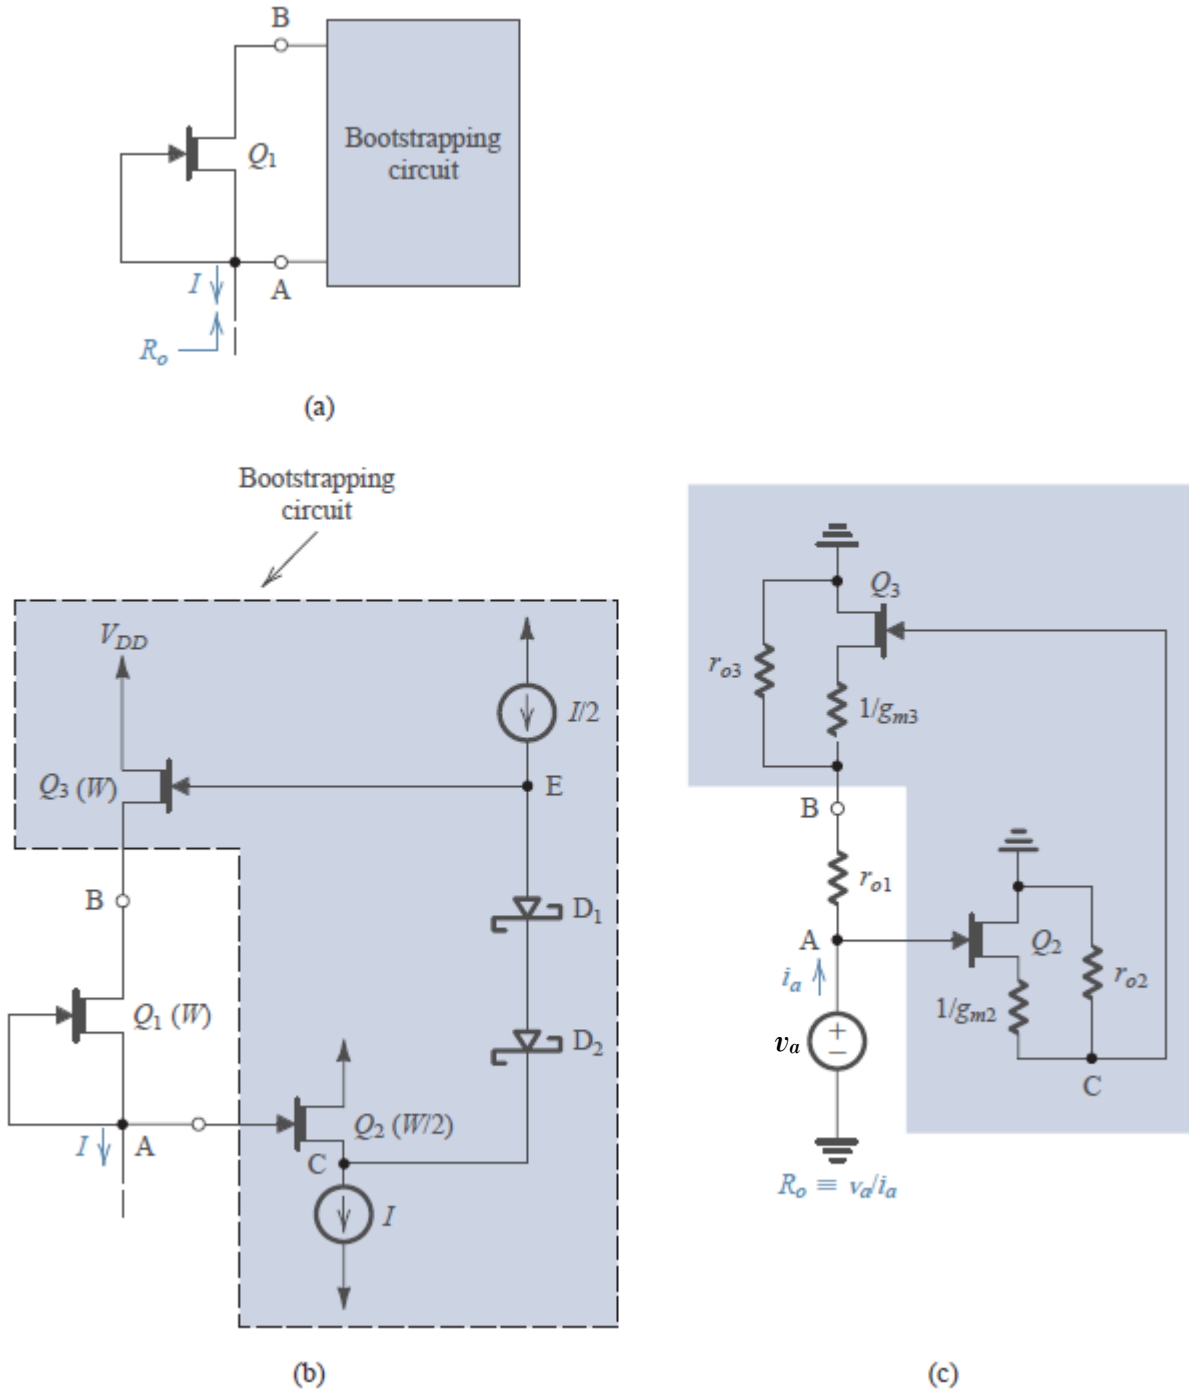 B
Bootstrapping
circuit
Q1
I
A
Ro
(a)
Bootstrapping
circuit
VDD
I/2
Q3 (W)
E
B
D1
Q1 (W)
D2
Q2 (W/2)
I
A
C
I
(b)
Q3
ro3
1/gm3
B
ro1
A
Q2
ia
ro2
1/gm2
va
+
−
C
Ro ≡ va/ia
(c)